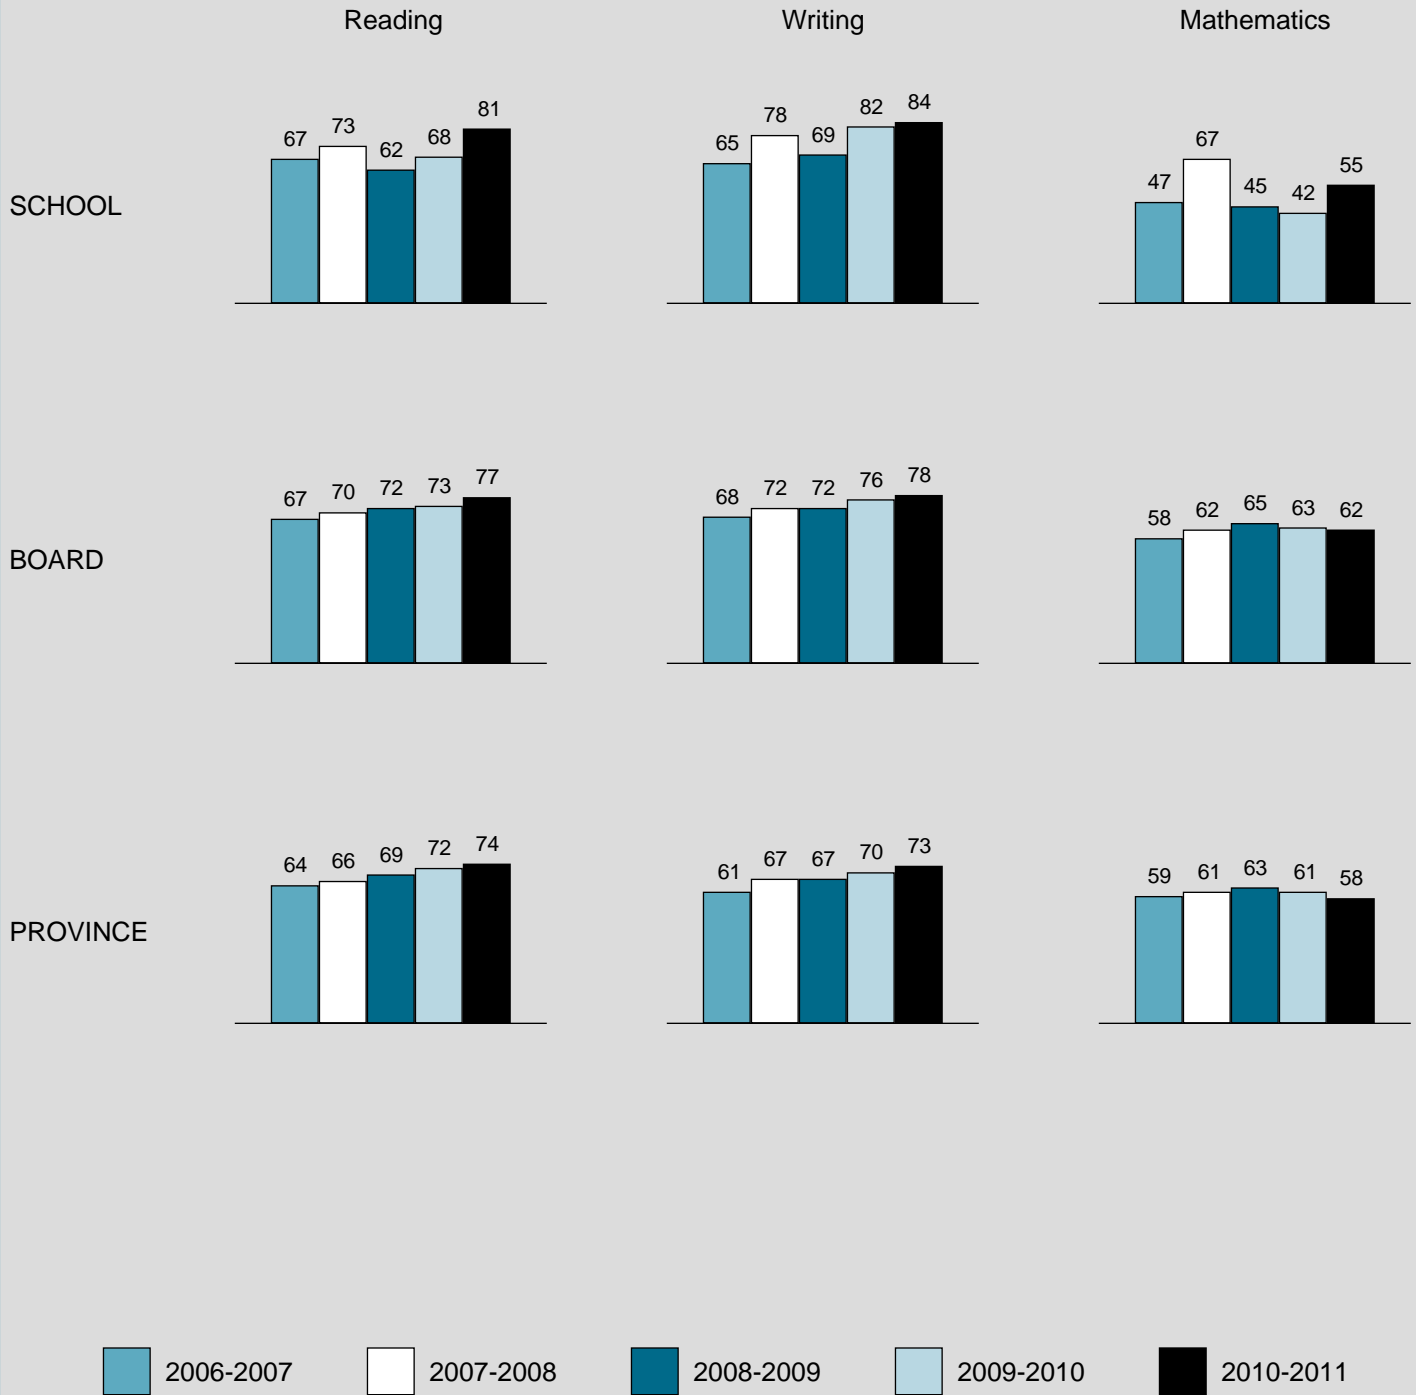 Reading Writing Mathematics
SCHOOL
67 73 62 68 81
65 78 69 82 84
47 67 45 42 55
BOARD
67 70 72 73 77
68 72 72 76 78
58 62 65 63 62
PROVINCE
64 66 69 72 74
61 67 67 70 73
59 61 63 61 58
2006-2007 2007-2008 2008-2009 2009-2010 2010-2011